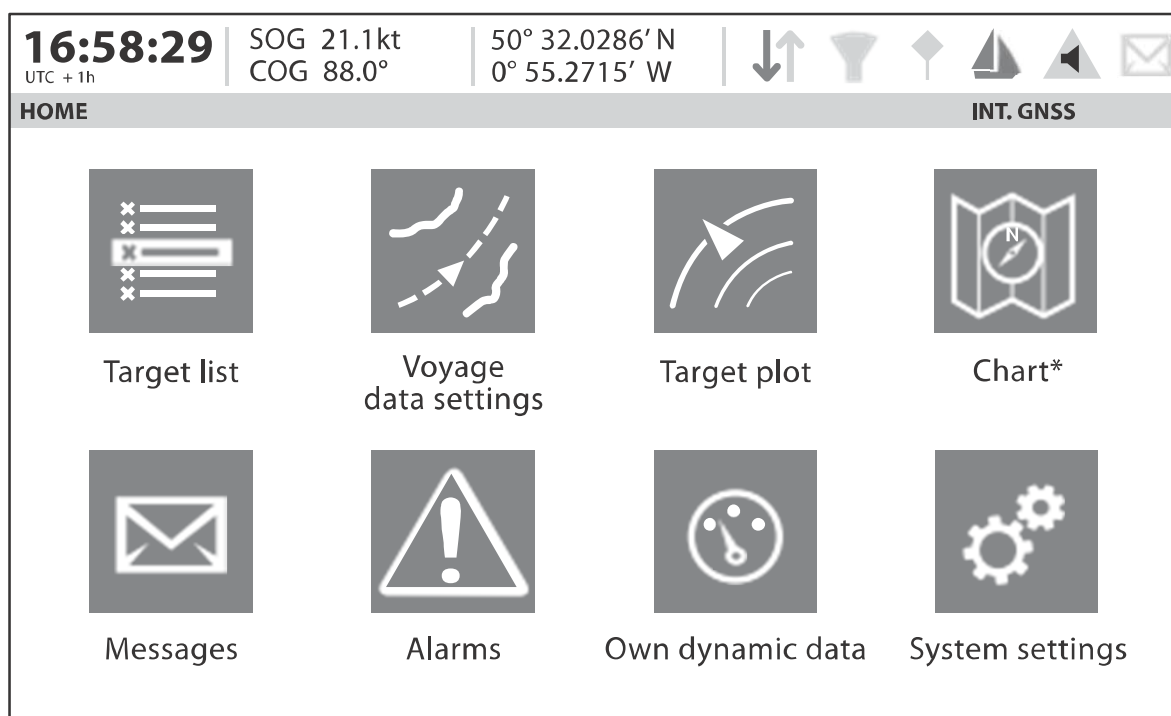 16:58:29
UTC + 1h
SOG 21.1kt
COG 88.0°
50° 32.0286′ N
0° 55.2715′ W
HOME
INT. GNSS
Target list
Voyage
data settings
Target plot
N
Chart*
Messages
Alarms
Own dynamic data
System settings